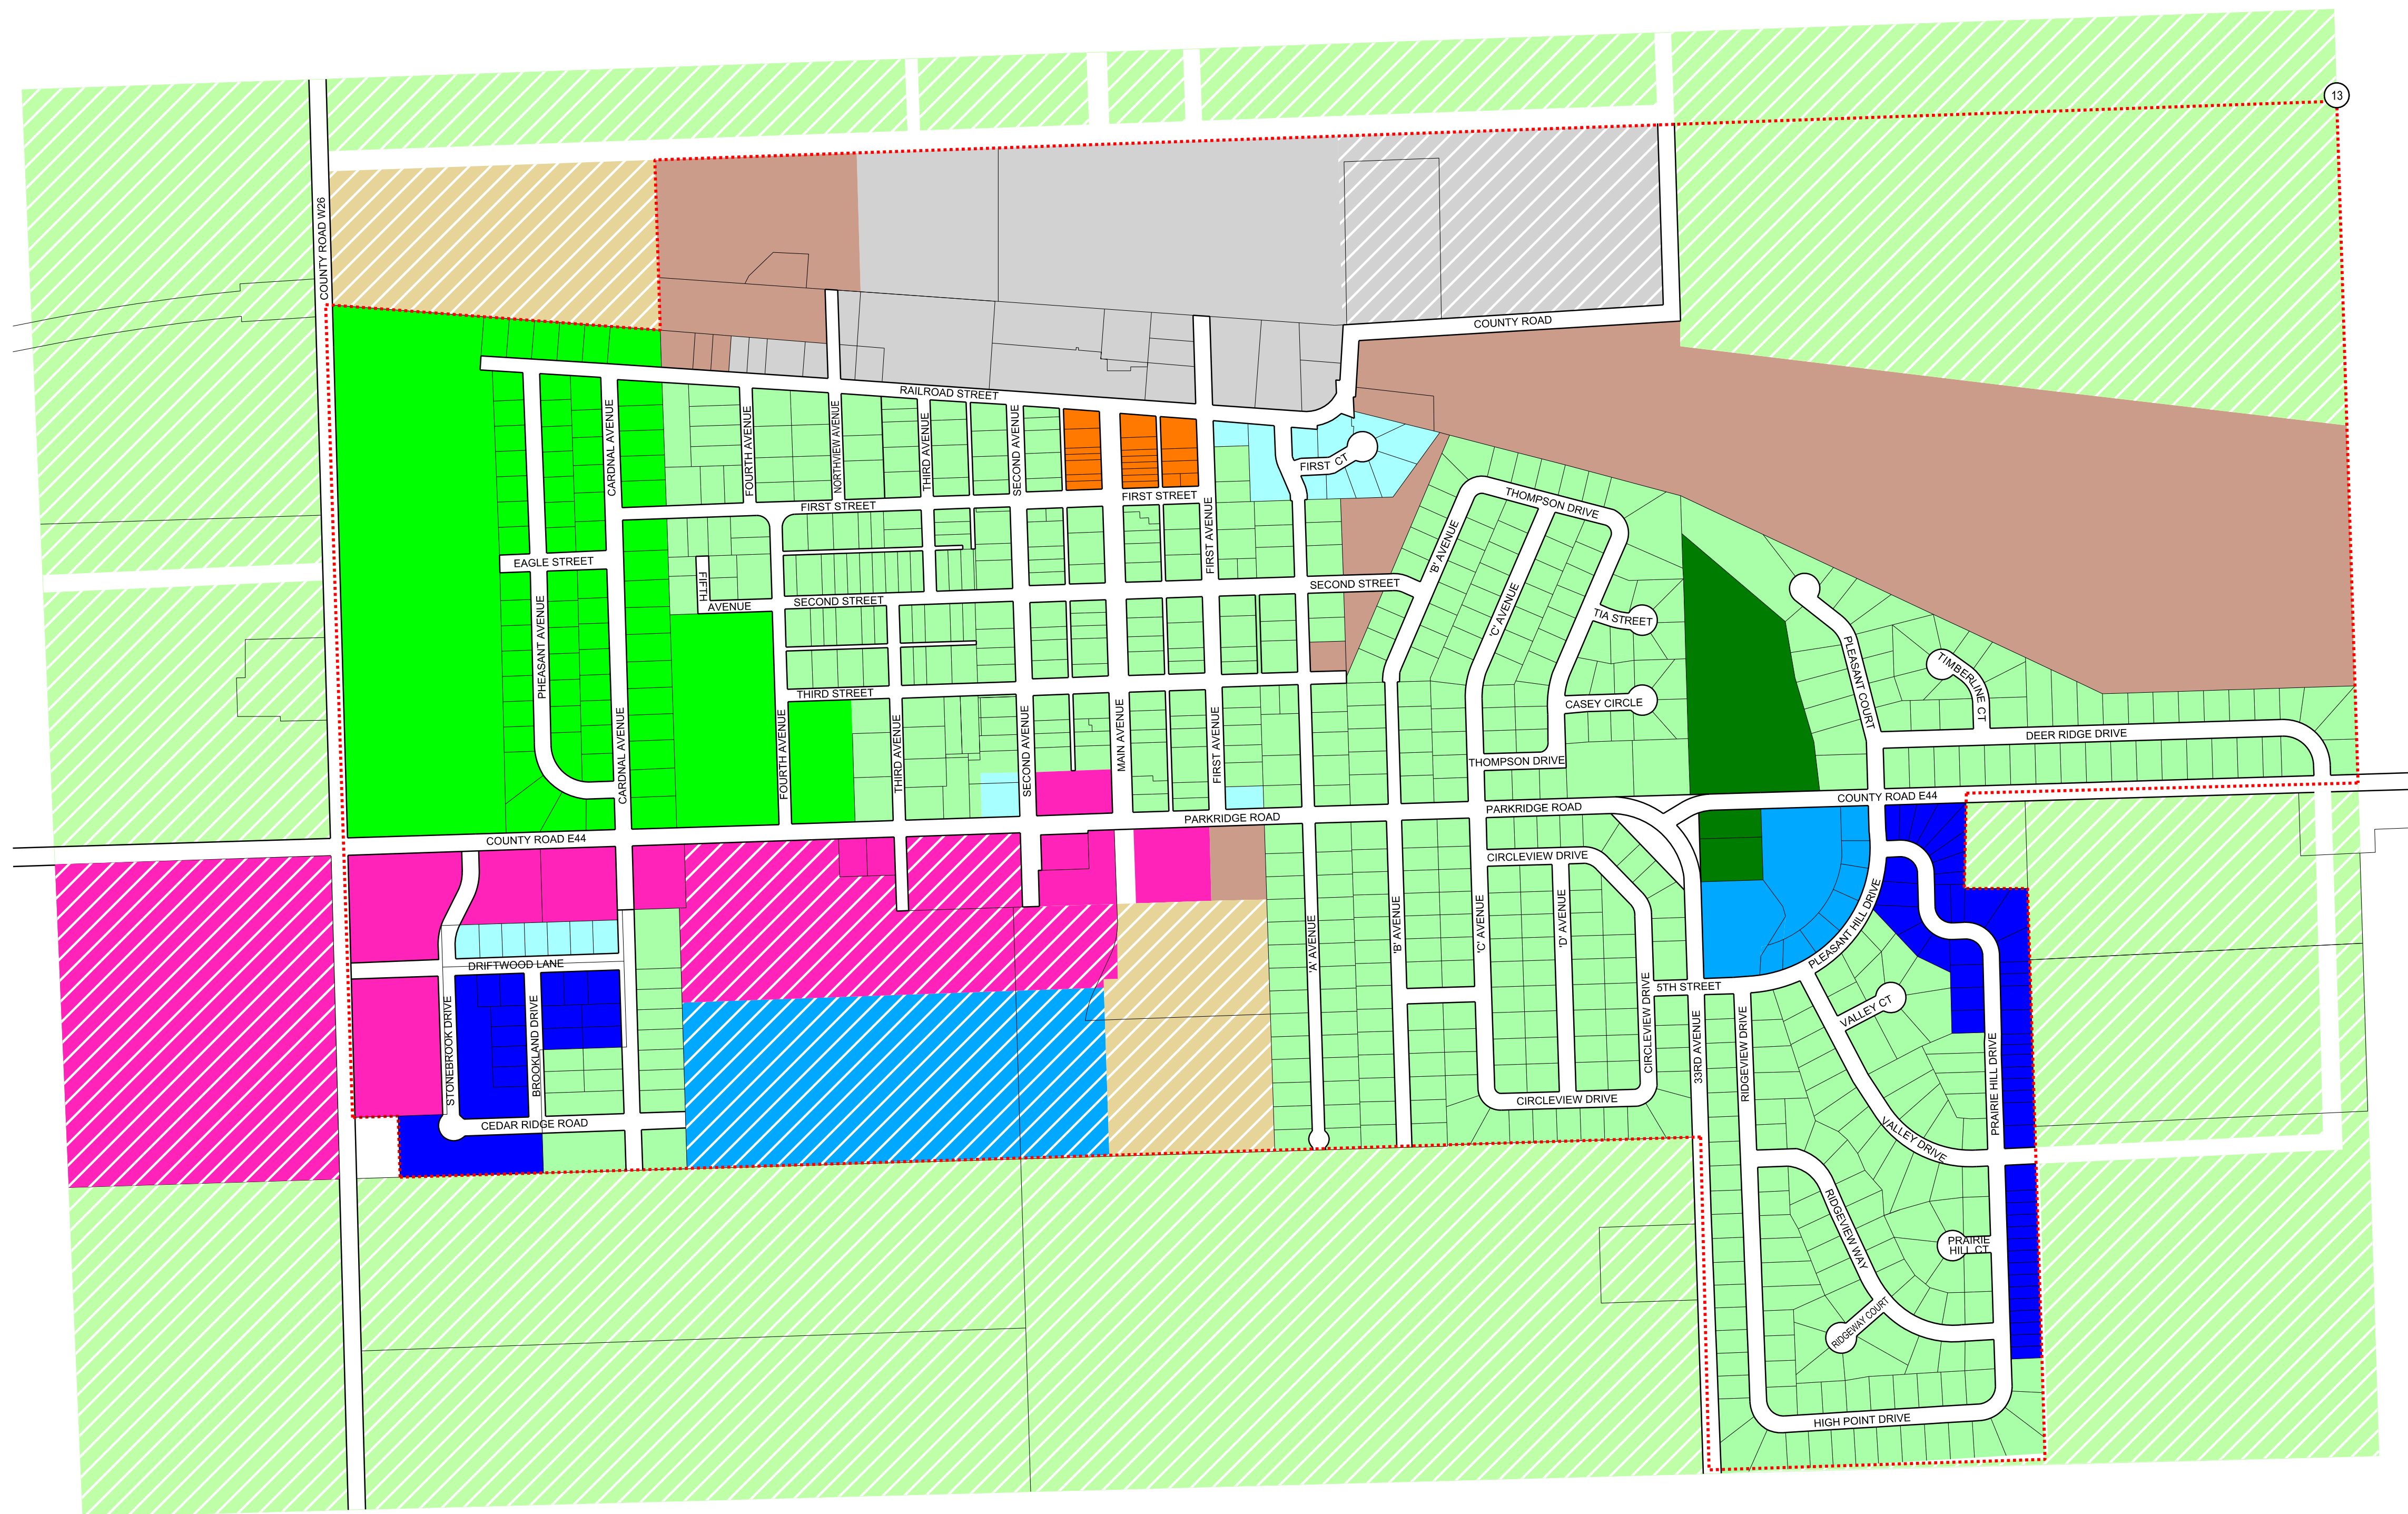 13
COUNTY ROAD W26
COUNTY ROAD
RAILROAD STREET
CARDNAL AVENUE
FOURTH AVENUE
NORTHVIEW AVENUE
THIRD AVENUE
SECOND AVENUE
FIRST CT
FIRST STREET
FIRST STREET
THOMPSON DRIVE
FIRST AVENUE
'B' AVENUE
EAGLE STREET
FIFTH
AVENUE
SECOND STREET
SECOND STREET
'C' AVENUE
TIA STREET
PHEASANT AVENUE
PLEASANT COURT
TIMBERLINE CT
THIRD STREET
CASEY CIRCLE
CARDNAL AVENUE
FOURTH AVENUE
THIRD AVENUE
SECOND AVENUE
MAIN AVENUE
FIRST AVENUE
DEER RIDGE DRIVE
THOMPSON DRIVE
COUNTY ROAD E44
PARKRIDGE ROAD
PARKRIDGE ROAD
COUNTY ROAD E44
CIRCLEVIEW DRIVE
'A' AVENUE
'B' AVENUE
'C' AVENUE
'D' AVENUE
PLEASANT HILL DRIVE
DRIFTWOOD LANE
5TH STREET
CIRCLEVIEW DRIVE
VALLEY CT
STONEBROOK DRIVE
BROOKLAND DRIVE
33RD AVENUE
RIDGEVIEW DRIVE
PRAIRIE HILL DRIVE
CIRCLEVIEW DRIVE
CEDAR RIDGE ROAD
VALLEY DRIVE
RIDGEVIEW WAY
PRAIRIE
HILL CT
RIDGEWAY COURT
HIGH POINT DRIVE